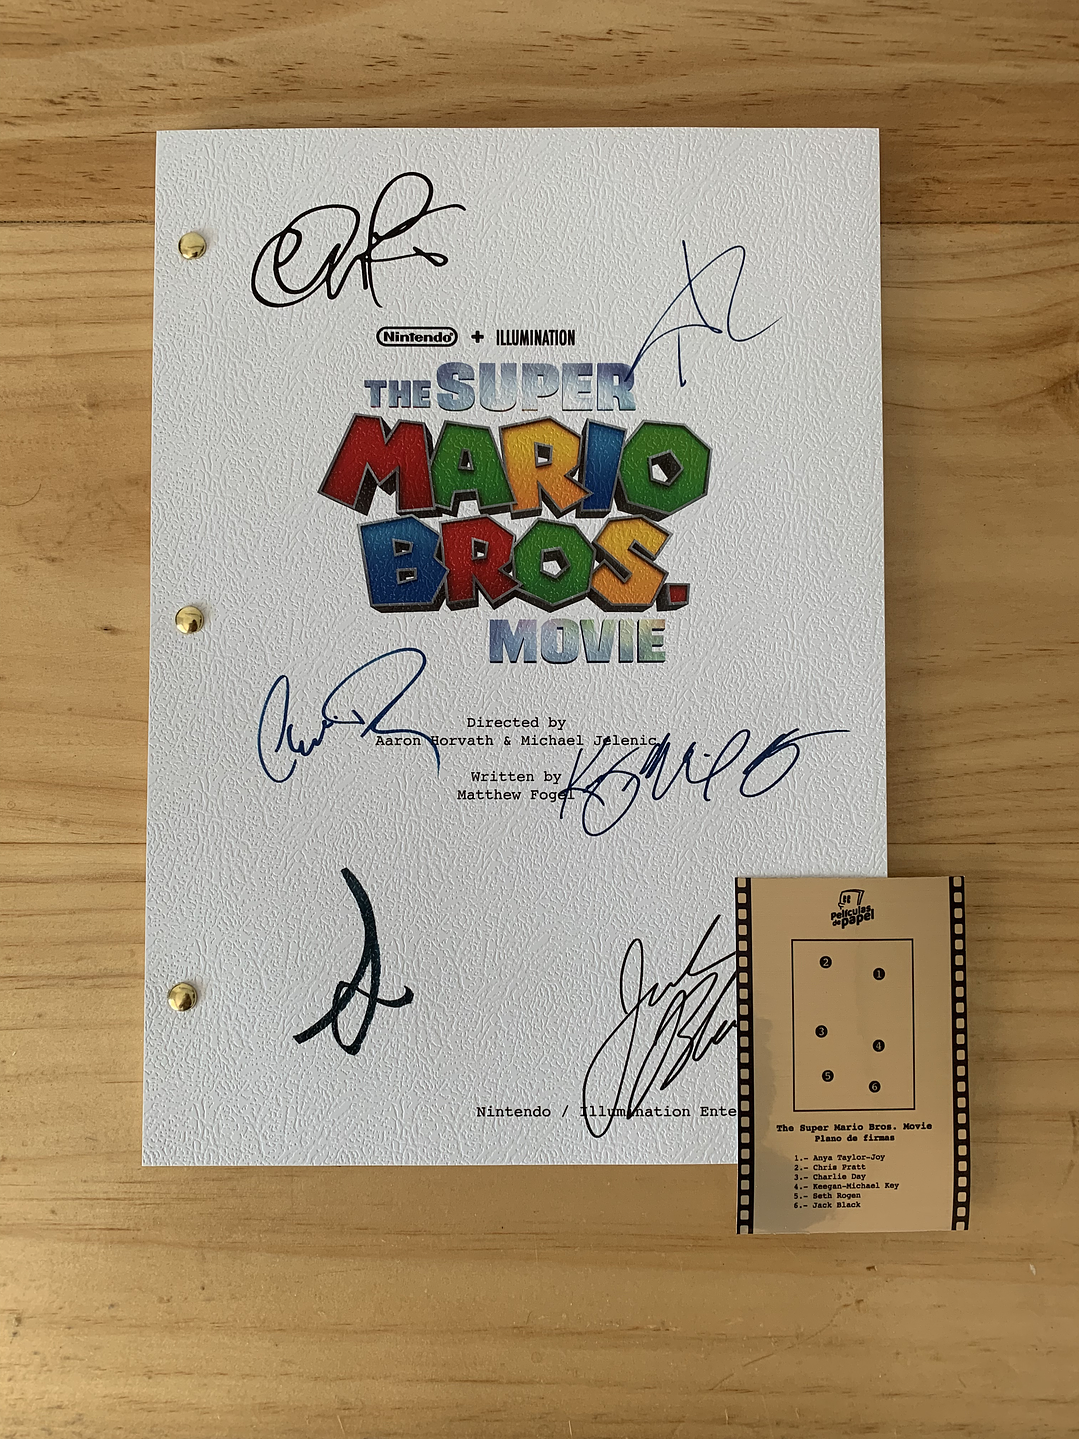 Nintendo + ILLUMINATION
THE SUPER
MARIO
BROS.
MOVIE
Directed by
Aaron Horvath & Michael Jelenic
Written by
Matthew Fogel
Jack
Black
Nintendo / Illumination Ente
Películas
de papel
2
1
3
4
5
6
The Super Mario Bros. Movie
Plano de firmas
1.- Anya Taylor-Joy
2.- Chris Pratt
3.- Charlie Day
4.- Keegan-Michael Key
5.- Seth Rogen
6.- Jack Black